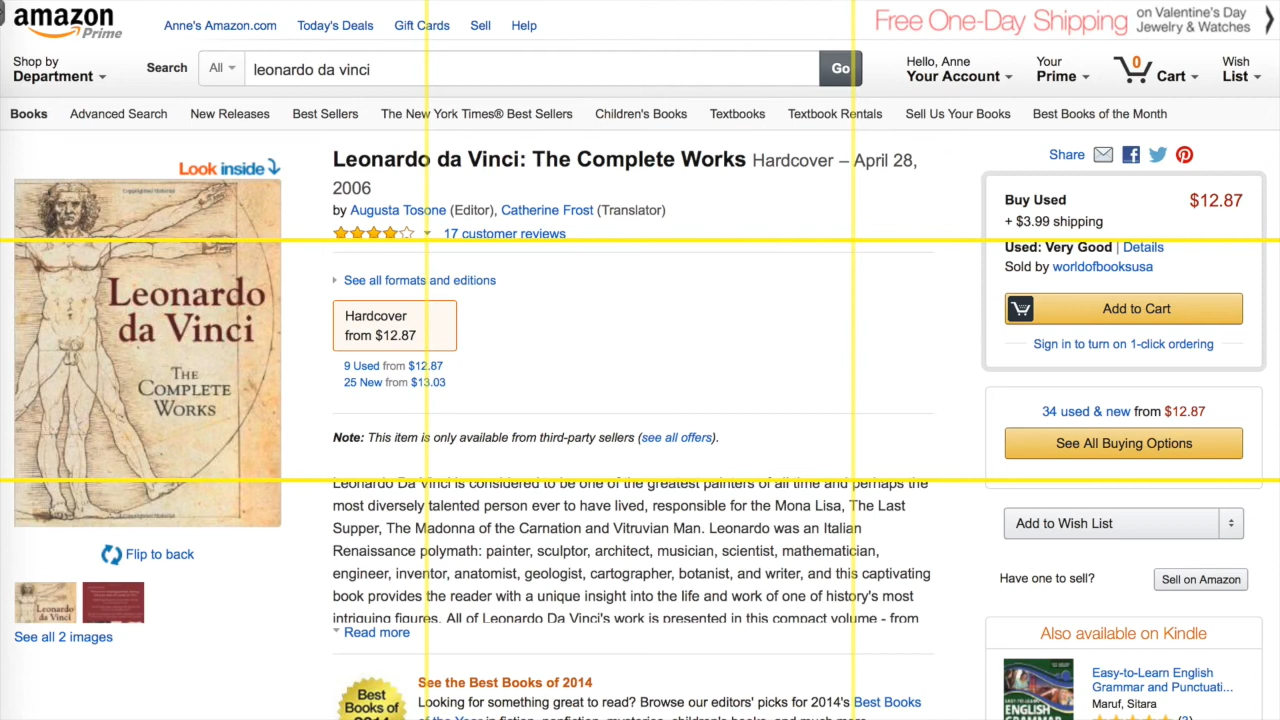 amazon
Prime
Anne's Amazon.com Today's Deals Gift Cards Sell Help
Free One-Day Shipping on Valentine's Day Jewelry & Watches
Shop by
Department
Search All leonardo da vinci Go
Hello, Anne
Your Account
Your
Prime
0
Cart
Wish
List
Books Advanced Search New Releases Best Sellers The New York Times® Best Sellers Children's Books Textbooks Textbook Rentals Sell Us Your Books Best Books of the Month
Look inside
Leonardo
da Vinci
THE
COMPLETE
WORKS
Flip to back
See all 2 images
Leonardo da Vinci: The Complete Works Hardcover – April 28,
2006
by Augusta Tosone (Editor), Catherine Frost (Translator)
17 customer reviews
See all formats and editions
Hardcover
from $12.87
9 Used from $12.87
25 New from $13.03
Note: This item is only available from third-party sellers (see all offers).
Leonardo Da Vinci is considered to be one of the greatest painters of all time and perhaps the
most diversely talented person ever to have lived, responsible for the Mona Lisa, The Last
Supper, The Madonna of the Carnation and Vitruvian Man. Leonardo was an Italian
Renaissance polymath: painter, sculptor, architect, musician, scientist, mathematician,
engineer, inventor, anatomist, geologist, cartographer, botanist, and writer, and this captivating
book provides the reader with a unique insight into the life and work of one of history's most
intriguing figures. All of Leonardo Da Vinci's work is presented in this compact volume - from
Read more
Best
Books of
2014
See the Best Books of 2014
Looking for something great to read? Browse our editors' picks for 2014's Best Books
of the Year in fiction, nonfiction, mysteries, children's books, and much more.
Share
Buy Used $12.87
+ $3.99 shipping
Used: Very Good | Details
Sold by worldofbooksusa
Add to Cart
Sign in to turn on 1-click ordering
34 used & new from $12.87
See All Buying Options
Add to Wish List
Have one to sell? Sell on Amazon
Also available on Kindle
ENGLISH
GRAMMAR
Easy-to-Learn English
Grammar and Punctuati...
Maruf, Sitara